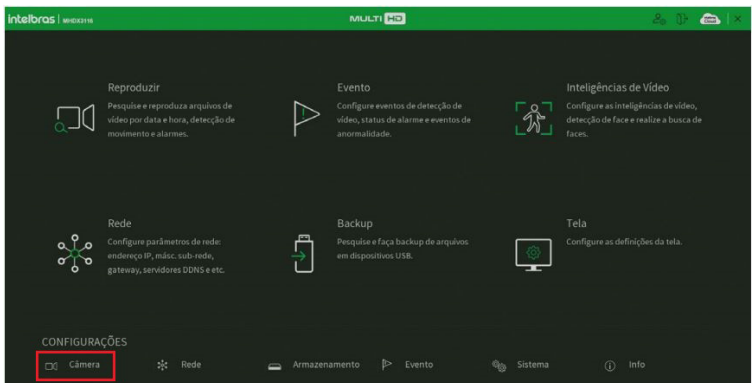 intelbras | MHDX3116
MULTI HD
Reproduzir
Pesquise e reproduza arquivos de
vídeo por data e hora, detecção de
movimento e alarmes.
Evento
Configure eventos de detecção de
vídeo, status de alarme e eventos de
anormalidade.
Inteligências de Vídeo
Configure as inteligências de vídeo,
detecção de face e realize a busca de
faces.
Rede
Configure parâmetros de rede:
endereço IP, másc. sub-rede,
gateway, servidores DDNS e etc.
Backup
Pesquise e faça backup de arquivos
em dispositivos USB.
Tela
Configure as definições da tela.
CONFIGURAÇÕES
Câmera Rede Armazenamento Evento Sistema Info